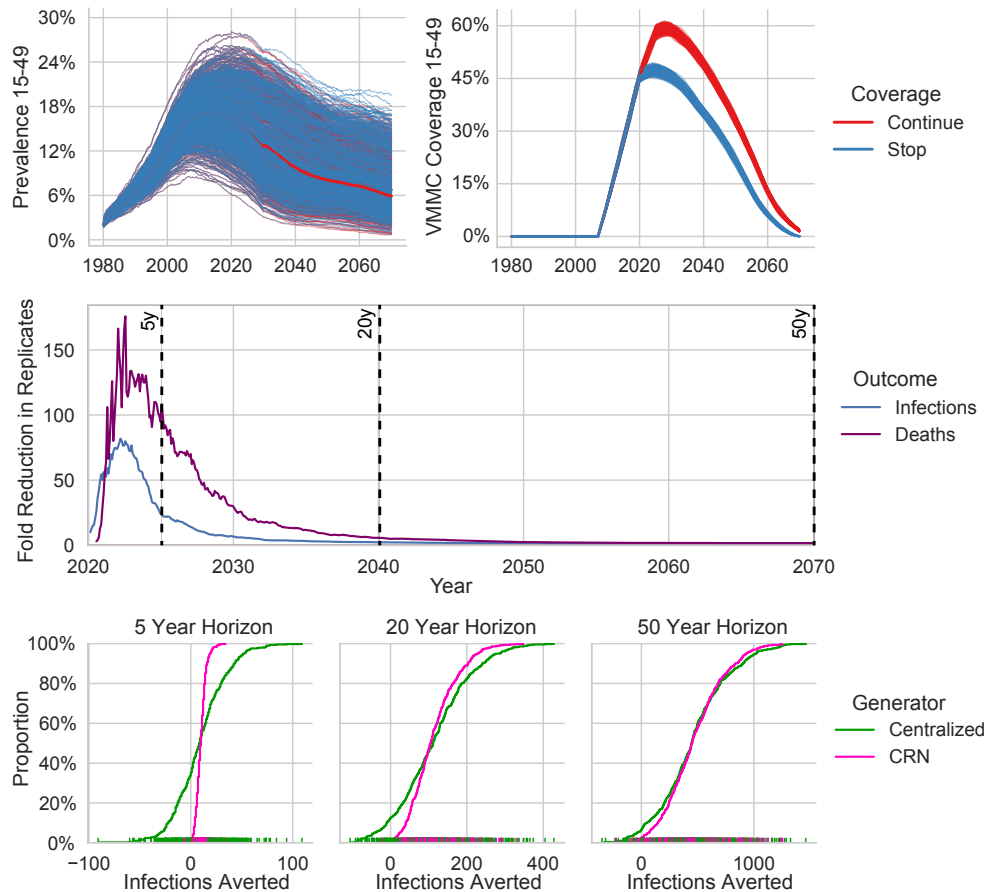 Prevalence 15-49
30%
24%
18%
12%
6%
0%
1980 2000 2020 2040 2060
VMMC Coverage 15-49
60%
45%
30%
15%
0%
1980 2000 2020 2040 2060
Coverage
Continue
Stop
Fold Reduction in Replicates
150
100
50
0
5y
20y
50y
2020 2030 2040 2050 2060 2070
Year
Outcome
Infections
Deaths
5 Year Horizon
20 Year Horizon
50 Year Horizon
Proportion
100%
80%
60%
40%
20%
0%
−100 0 100
0 200 400
0 1000
Infections Averted
Infections Averted
Infections Averted
Generator
Centralized
CRN